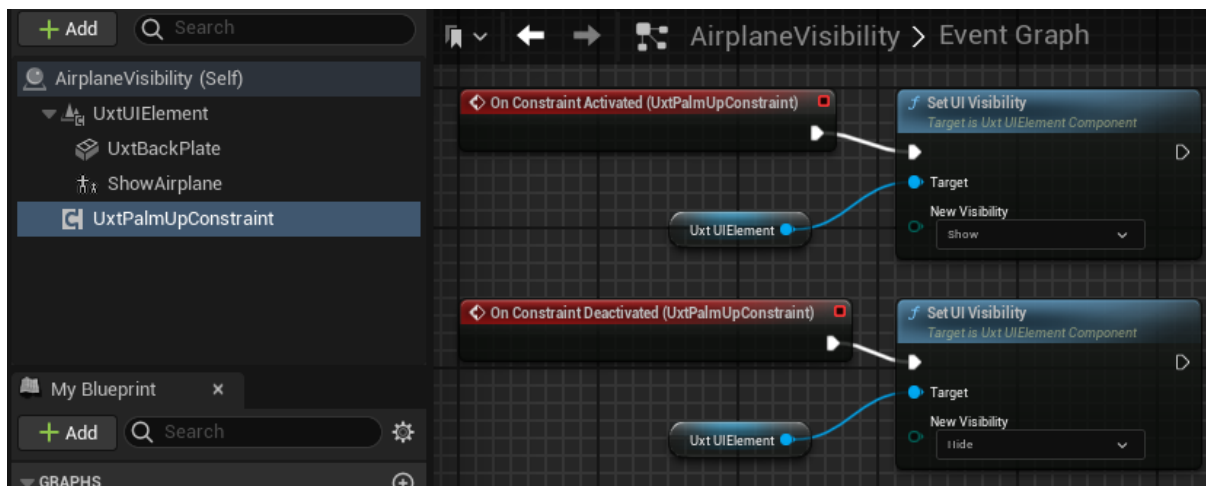 Add
Search
AirplaneVisibility (Self)
UxtUIElement
UxtBackPlate
ShowAirplane
UxtPalmUpConstraint
My Blueprint
Add
Search
GRAPHS
AirplaneVisibility > Event Graph
On Constraint Activated (UxtPalmUpConstraint)
Set UI Visibility
Target is Uxt UIElement Component
Target
New Visibility
Show
Uxt UIElement
On Constraint Deactivated (UxtPalmUpConstraint)
Set UI Visibility
Target is Uxt UIElement Component
Target
New Visibility
Hide
Uxt UIElement